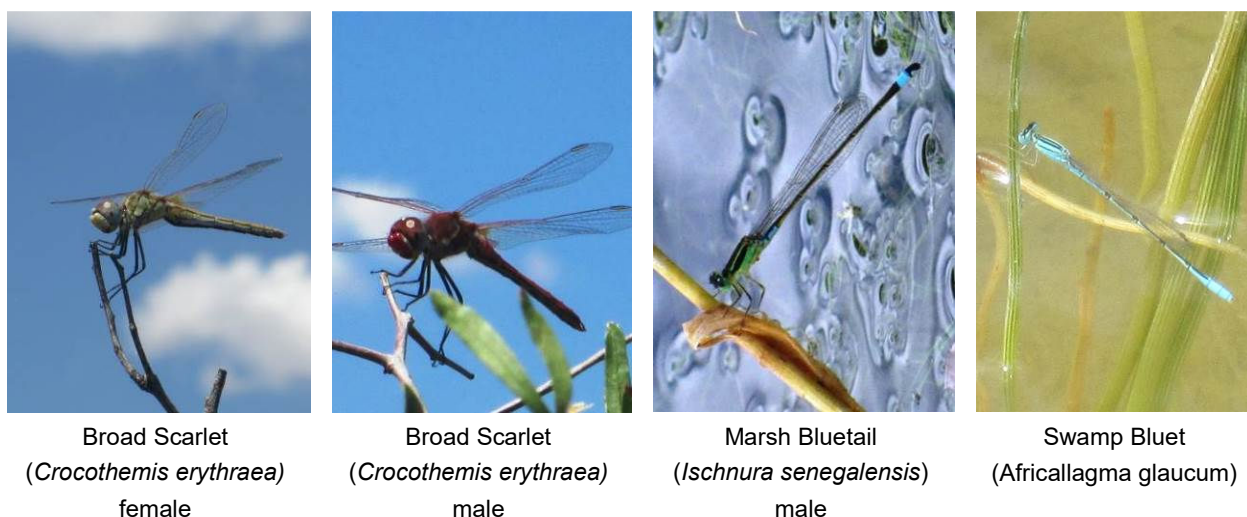 Broad Scarlet
(Crocothemis erythraea)
female
Broad Scarlet
(Crocothemis erythraea)
male
Marsh Bluetail
(Ischnura senegalensis)
male
Swamp Bluet
(Africallagma glaucum)